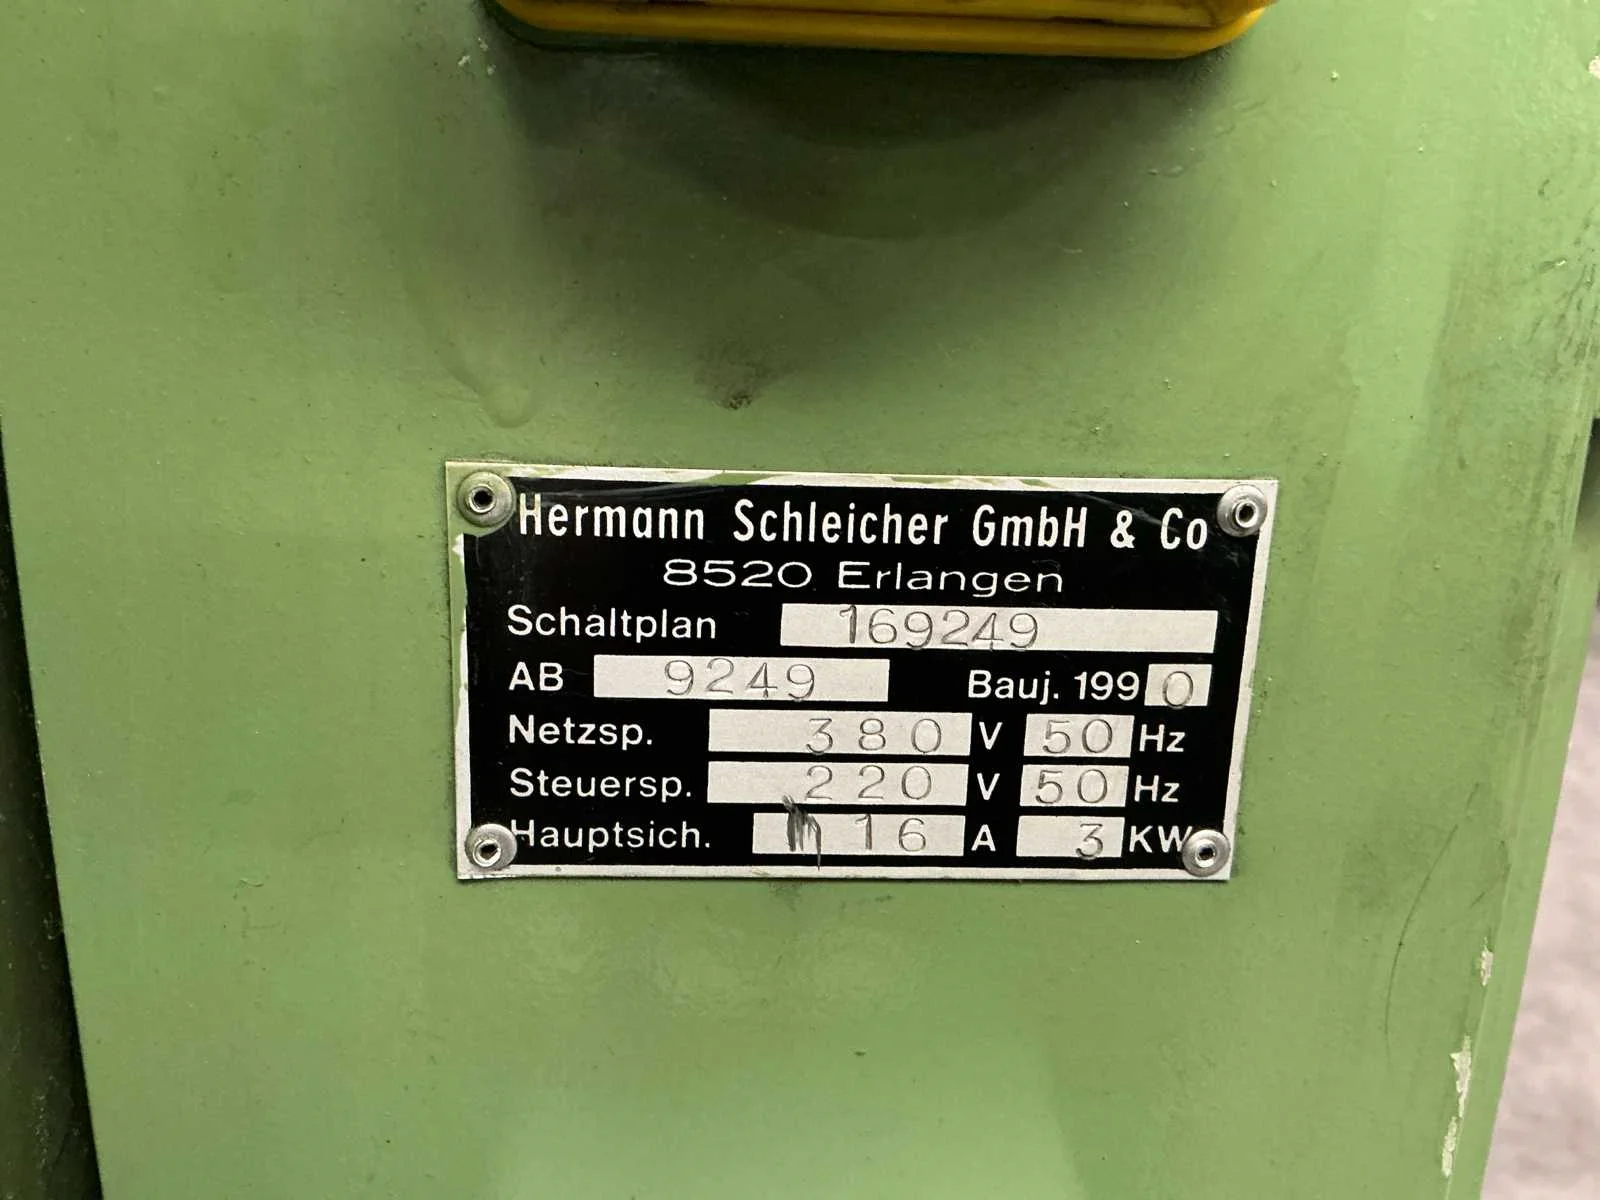 Hermann Schleicher GmbH & Co
8520 Erlangen
Schaltplan 169249
AB 9249 Bauj. 1990
Netzsp. 380 V 50 Hz
Steuersp. 220 V 50 Hz
Hauptsich. 16 A 3 KW